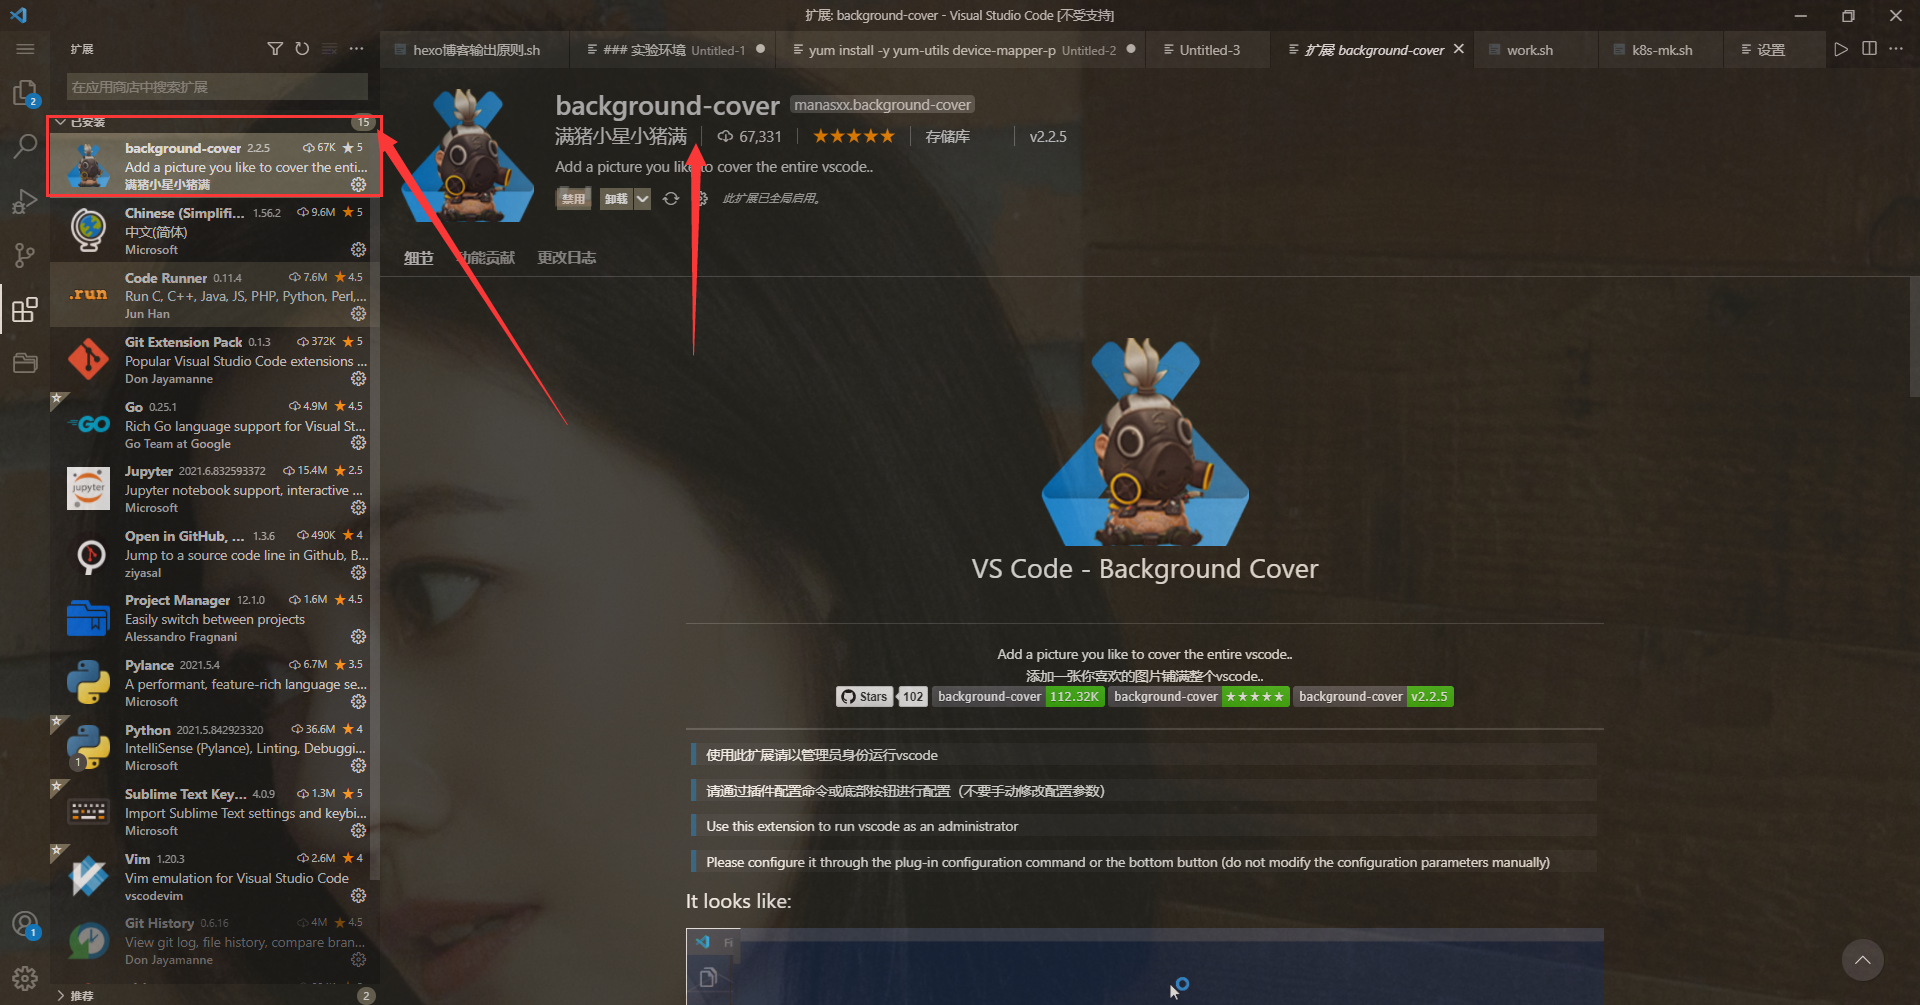 扩展: background-cover - Visual Studio Code [不受支持]
扩展
hexo博客输出原则.sh
### 实验环境 Untitled-1
yum install -y yum-utils device-mapper-p Untitled-2
Untitled-3
扩展: background-cover
work.sh
k8s-mk.sh
设置
在应用商店中搜索扩展
2
已安装
15
background-cover 2.2.5 67K 5
Add a picture you like to cover the enti...
满猪小星小猪满
Chinese (Simplifi... 1.56.2 9.6M 5
中文(简体)
Microsoft
Code Runner 0.11.4 7.6M 4.5
.run
Run C, C++, Java, JS, PHP, Python, Perl,...
Jun Han
Git Extension Pack 0.1.3 372K 5
Popular Visual Studio Code extensions ...
Don Jayamanne
Go 0.25.1 4.9M 4.5
GO
Rich Go language support for Visual St...
Go Team at Google
Jupyter 2021.6.832593372 15.4M 2.5
jupyter
Jupyter notebook support, interactive ...
Microsoft
Open in GitHub, ... 1.3.6 490K 4
Jump to a source code line in Github, B...
ziyasal
Project Manager 12.1.0 1.6M 4.5
Easily switch between projects
Alessandro Fragnani
Pylance 2021.5.4 6.7M 3.5
A performant, feature-rich language se...
Microsoft
Python 2021.5.842923320 36.6M 4
IntelliSense (Pylance), Linting, Debuggi...
1
Microsoft
Sublime Text Key... 4.0.9 1.3M 5
Import Sublime Text settings and keybi...
Microsoft
Vim 1.20.3 2.6M 4
Vim emulation for Visual Studio Code
vscodevim
Git History 0.6.16 4M 4.5
View git log, file history, compare bran...
Don Jayamanne
1
推荐
2
background-cover manasxx.background-cover
满猪小星小猪满 67,331 ★★★★★ 存储库 v2.2.5
Add a picture you like to cover the entire vscode..
禁用 卸载 此扩展已全局启用。
细节 功能贡献 更改日志
VS Code - Background Cover
Add a picture you like to cover the entire vscode..
添加一张你喜欢的图片铺满整个vscode..
Stars 102 background-cover 112.32K background-cover ★★★★★ background-cover v2.2.5
使用此扩展请以管理员身份运行vscode
请通过插件配置命令或底部按钮进行配置（不要手动修改配置参数）
Use this extension to run vscode as an administrator
Please configure it through the plug-in configuration command or the bottom button (do not modify the configuration parameters manually)
It looks like:
Fi